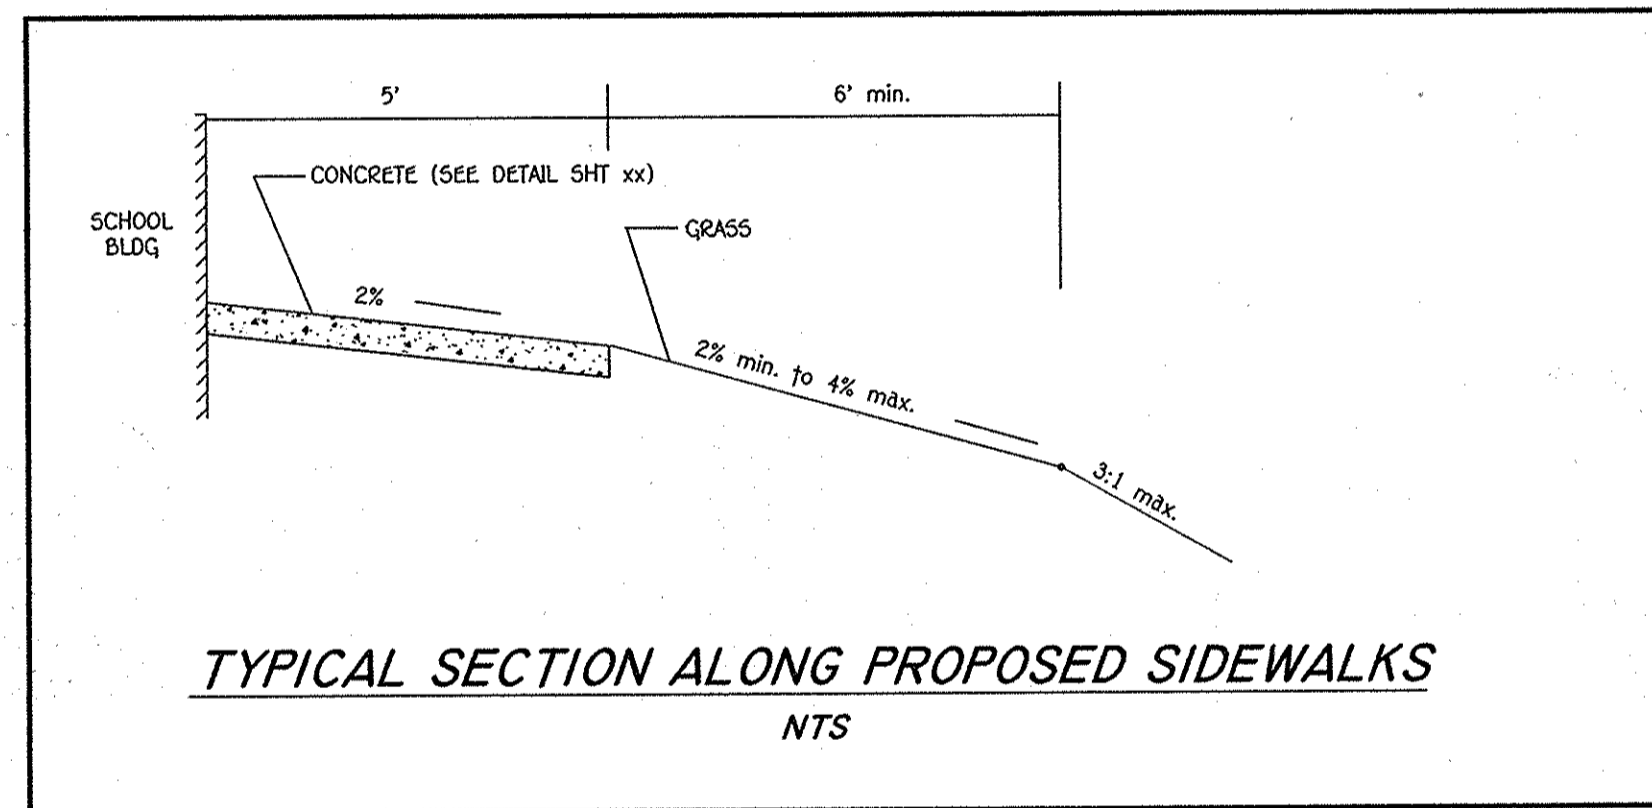 5'
6' min.
CONCRETE (SEE DETAIL SHT xx)
SCHOOL
BLDG
GRASS
2%
2% min. to 4% max.
3:1 max.
TYPICAL SECTION ALONG PROPOSED SIDEWALKS
NTS